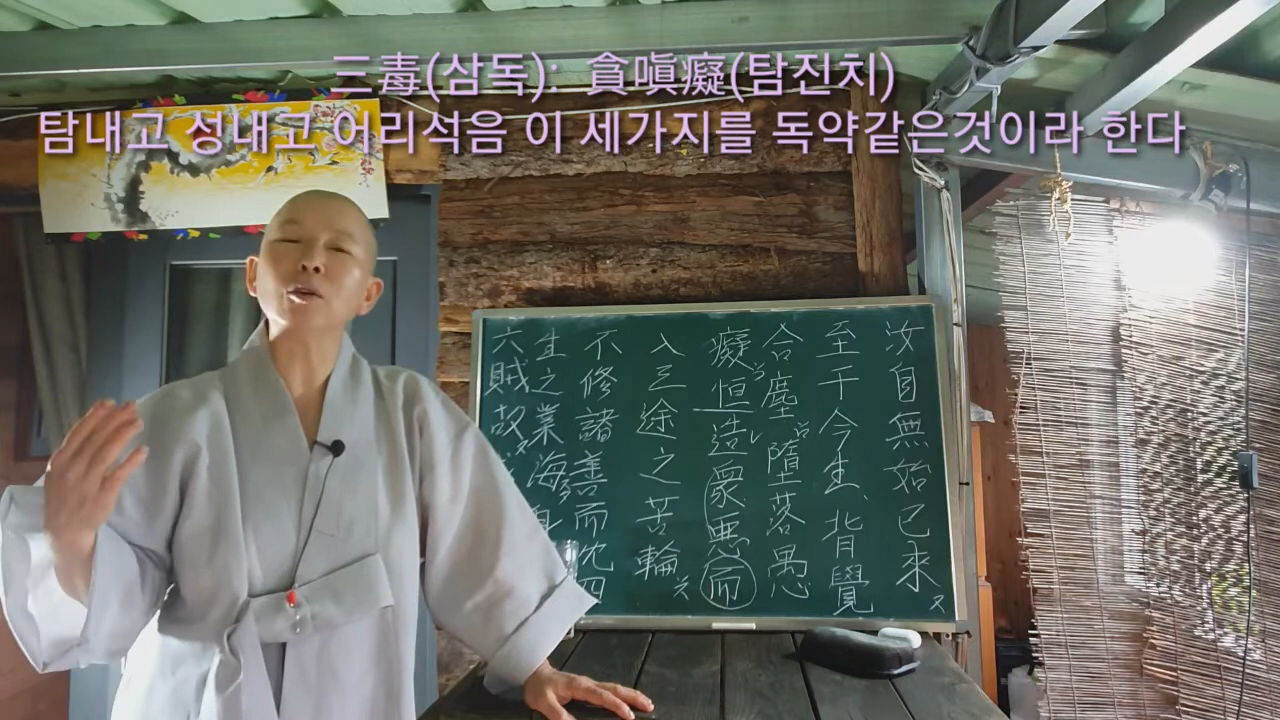 三毒(삼독): 貪嗔癡(탐진치)
탐내고 성내고 어리석음 이 세가지를 독약같은것이라 한다
汝自無始已來
至于今生背覺
合塵墮落愚
癡恒造衆惡而
入三途之苦輪
不修諸善而沈四
生之業海身
六賊故